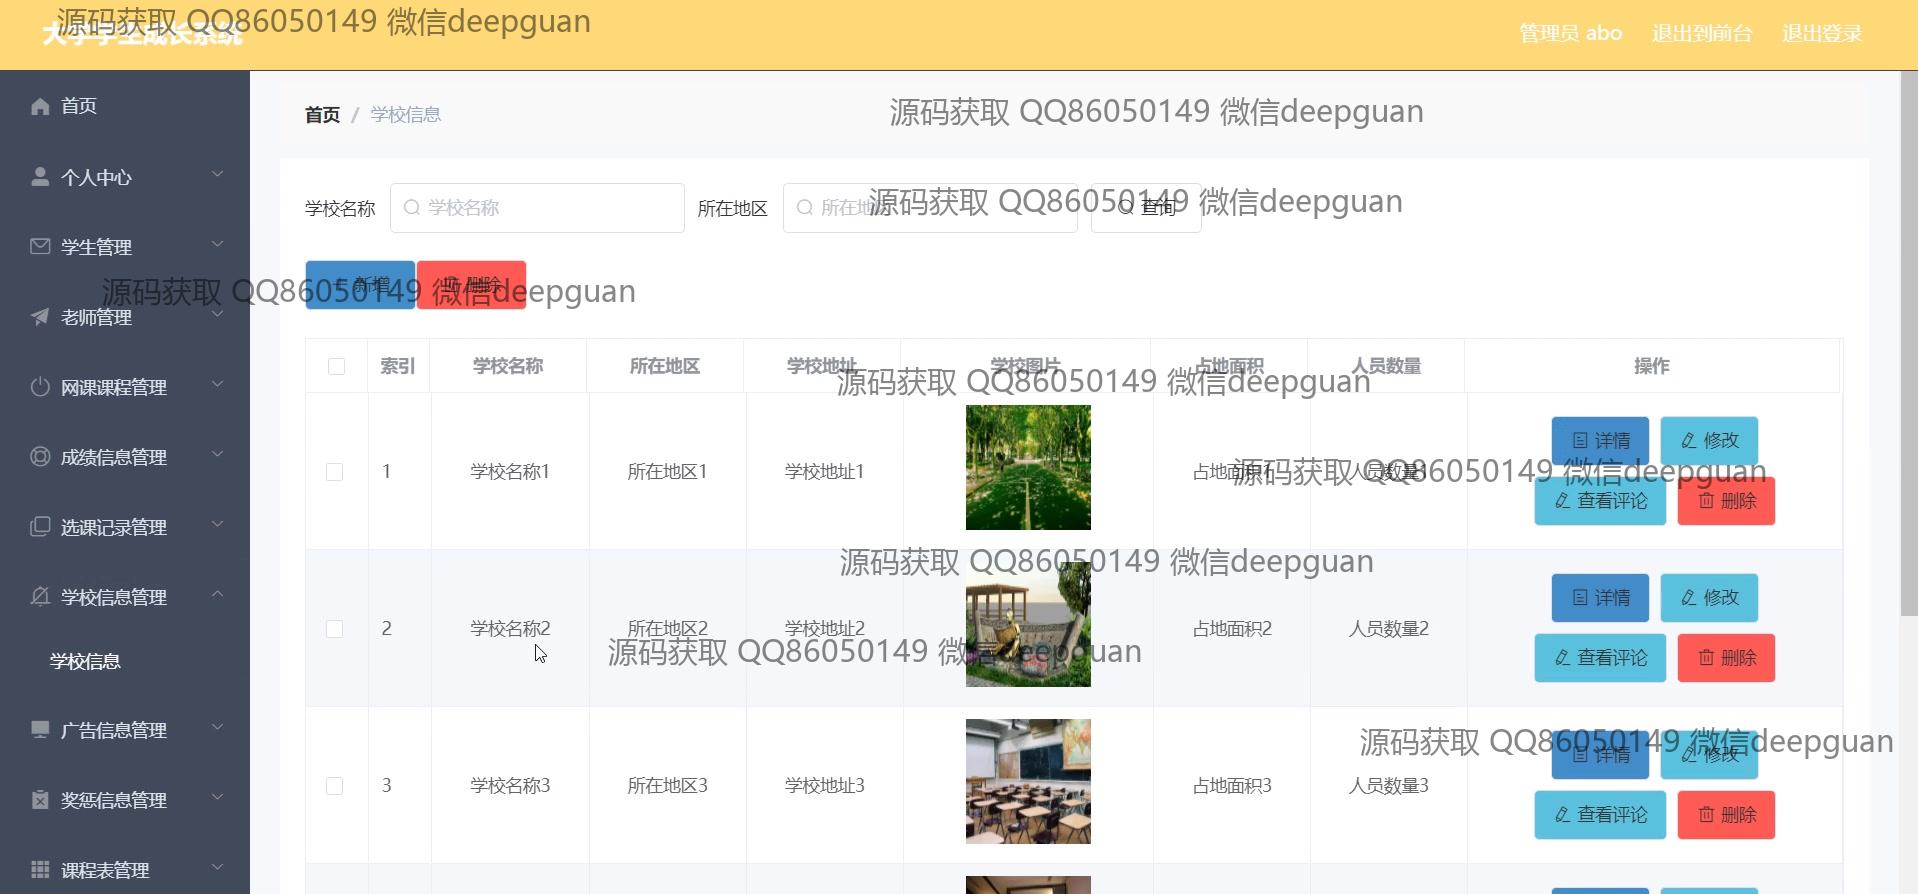 源码获取 QQ86050149 微信deepguan
大学学生成长系统
管理员 abo 退出到前台 退出登录
首页
个人中心
学生管理
老师管理
网课课程管理
成绩信息管理
选课记录管理
学校信息管理
学校信息
广告信息管理
奖惩信息管理
课程表管理
首页 / 学校信息
源码获取 QQ86050149 微信deepguan
学校名称 学校名称 所在地区 所在地区 查询
源码获取 QQ86050149 微信deepguan
新增 删除
源码获取 QQ86050149 微信deepguan
索引 学校名称 所在地区 学校地址 学校图片 占地面积 人员数量 操作
源码获取 QQ86050149 微信deepguan
1 学校名称1 所在地区1 学校地址1 占地面积1 人员数量1
详情 修改
查看评论 删除
源码获取 QQ86050149 微信deepguan
源码获取 QQ86050149 微信deepguan
2 学校名称2 所在地区2 学校地址2 占地面积2 人员数量2
详情 修改
查看评论 删除
源码获取 QQ86050149 微信deepguan
3 学校名称3 所在地区3 学校地址3 占地面积3 人员数量3
详情 修改
查看评论 删除
源码获取 QQ86050149 微信deepguan